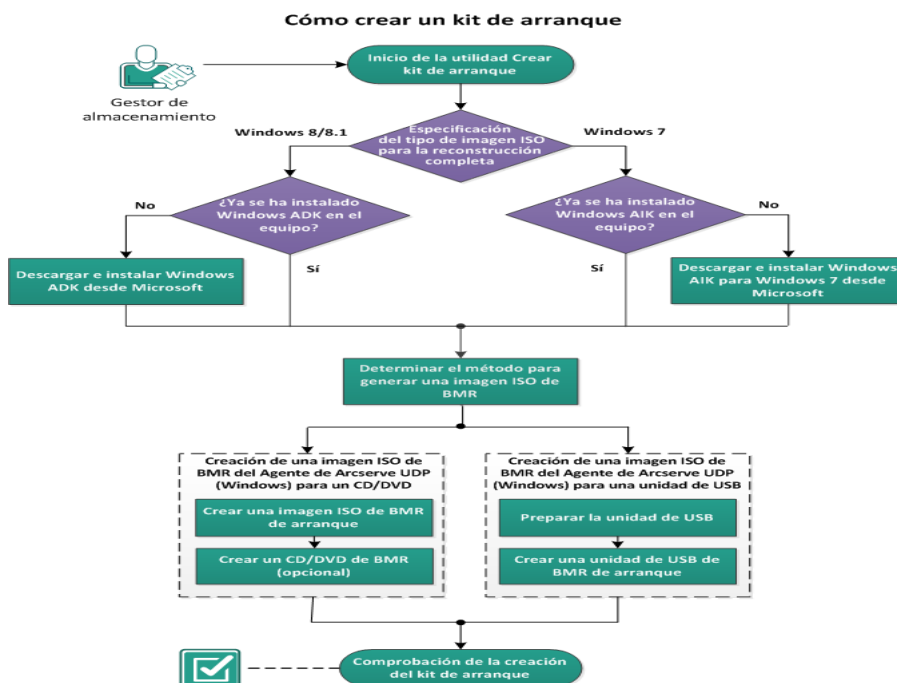 Cómo crear un kit de arranque
Inicio de la utilidad Crear
kit de arranque
Gestor de
almacenamiento
Windows 8/8.1
Especificación
del tipo de imagen ISO
para la reconstrucción
completa
Windows 7
¿Ya se ha instalado
Windows ADK en el
equipo?
No
Sí
¿Ya se ha instalado
Windows AIK en el
equipo?
No
Sí
Descargar e instalar Windows
ADK desde Microsoft
Descargar e instalar Windows
AIK para Windows 7 desde
Microsoft
Determinar el método para
generar una imagen ISO de
BMR
Creación de una imagen ISO de
BMR del Agente de Arcserve UDP
(Windows) para un CD/DVD
Crear una imagen ISO de BMR
de arranque
Crear un CD/DVD de BMR
(opcional)
Creación de una imagen ISO de
BMR del Agente de Arcserve UDP
(Windows) para una unidad de USB
Preparar la unidad de USB
Crear una unidad de USB de
BMR de arranque
Comprobación de la creación
del kit de arranque